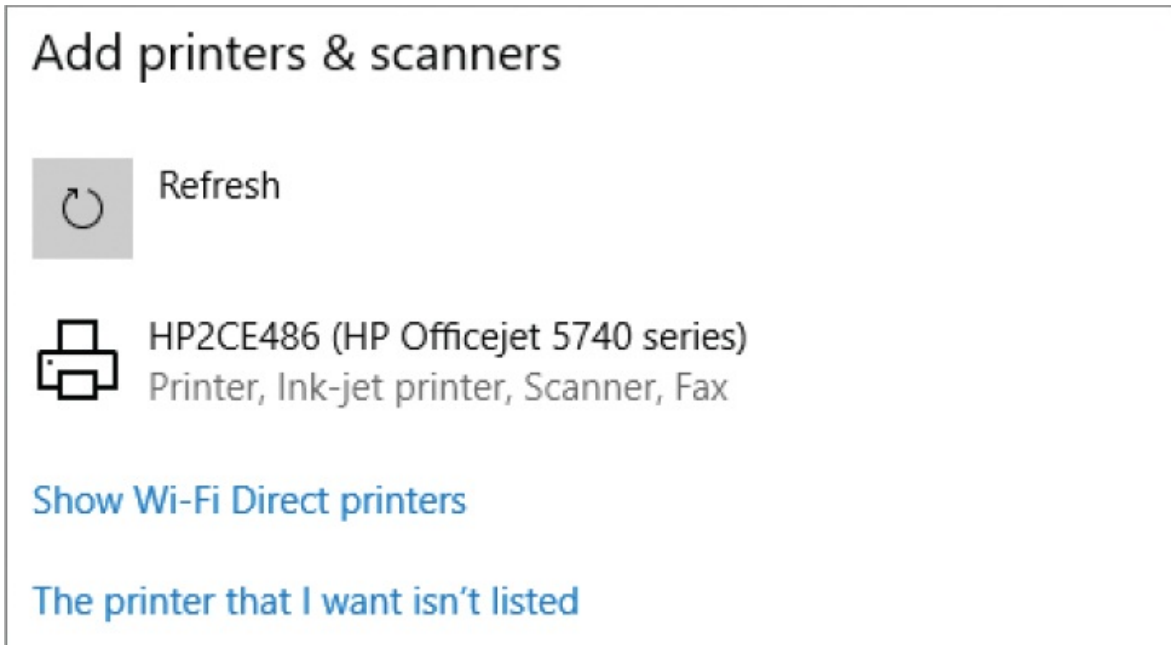 Add printers & scanners
Refresh
HP2CE486 (HP Officejet 5740 series)
Printer, Ink-jet printer, Scanner, Fax
Show Wi-Fi Direct printers
The printer that I want isn’t listed